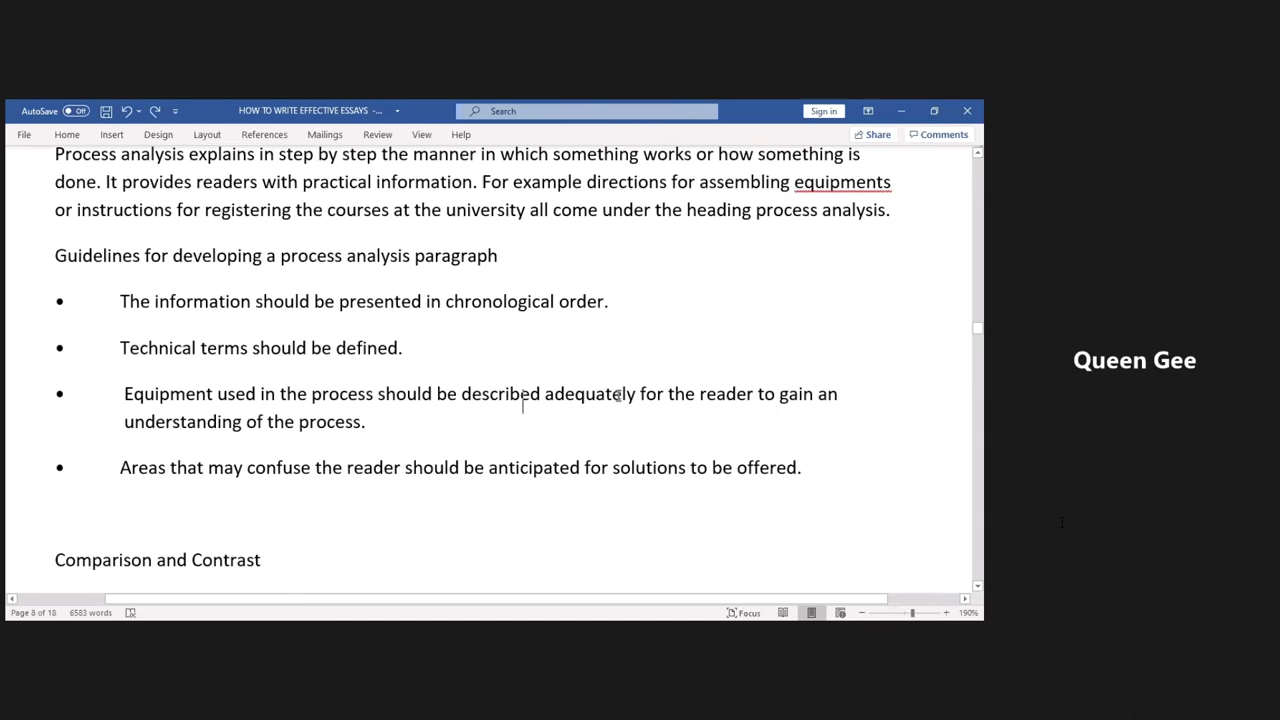 AutoSave Off HOW TO WRITE EFFECTIVE ESSAYS -... Search Sign in
File Home Insert Design Layout References Mailings Review View Help Share Comments
Process analysis explains in step by step the manner in which something works or how something is
done. It provides readers with practical information. For example directions for assembling equipments
or instructions for registering the courses at the university all come under the heading process analysis.
Guidelines for developing a process analysis paragraph
• The information should be presented in chronological order.
• Technical terms should be defined.
• Equipment used in the process should be described adequately for the reader to gain an
understanding of the process.
• Areas that may confuse the reader should be anticipated for solutions to be offered.
Comparison and Contrast
Queen Gee
Page 8 of 18 6583 words Focus 190%